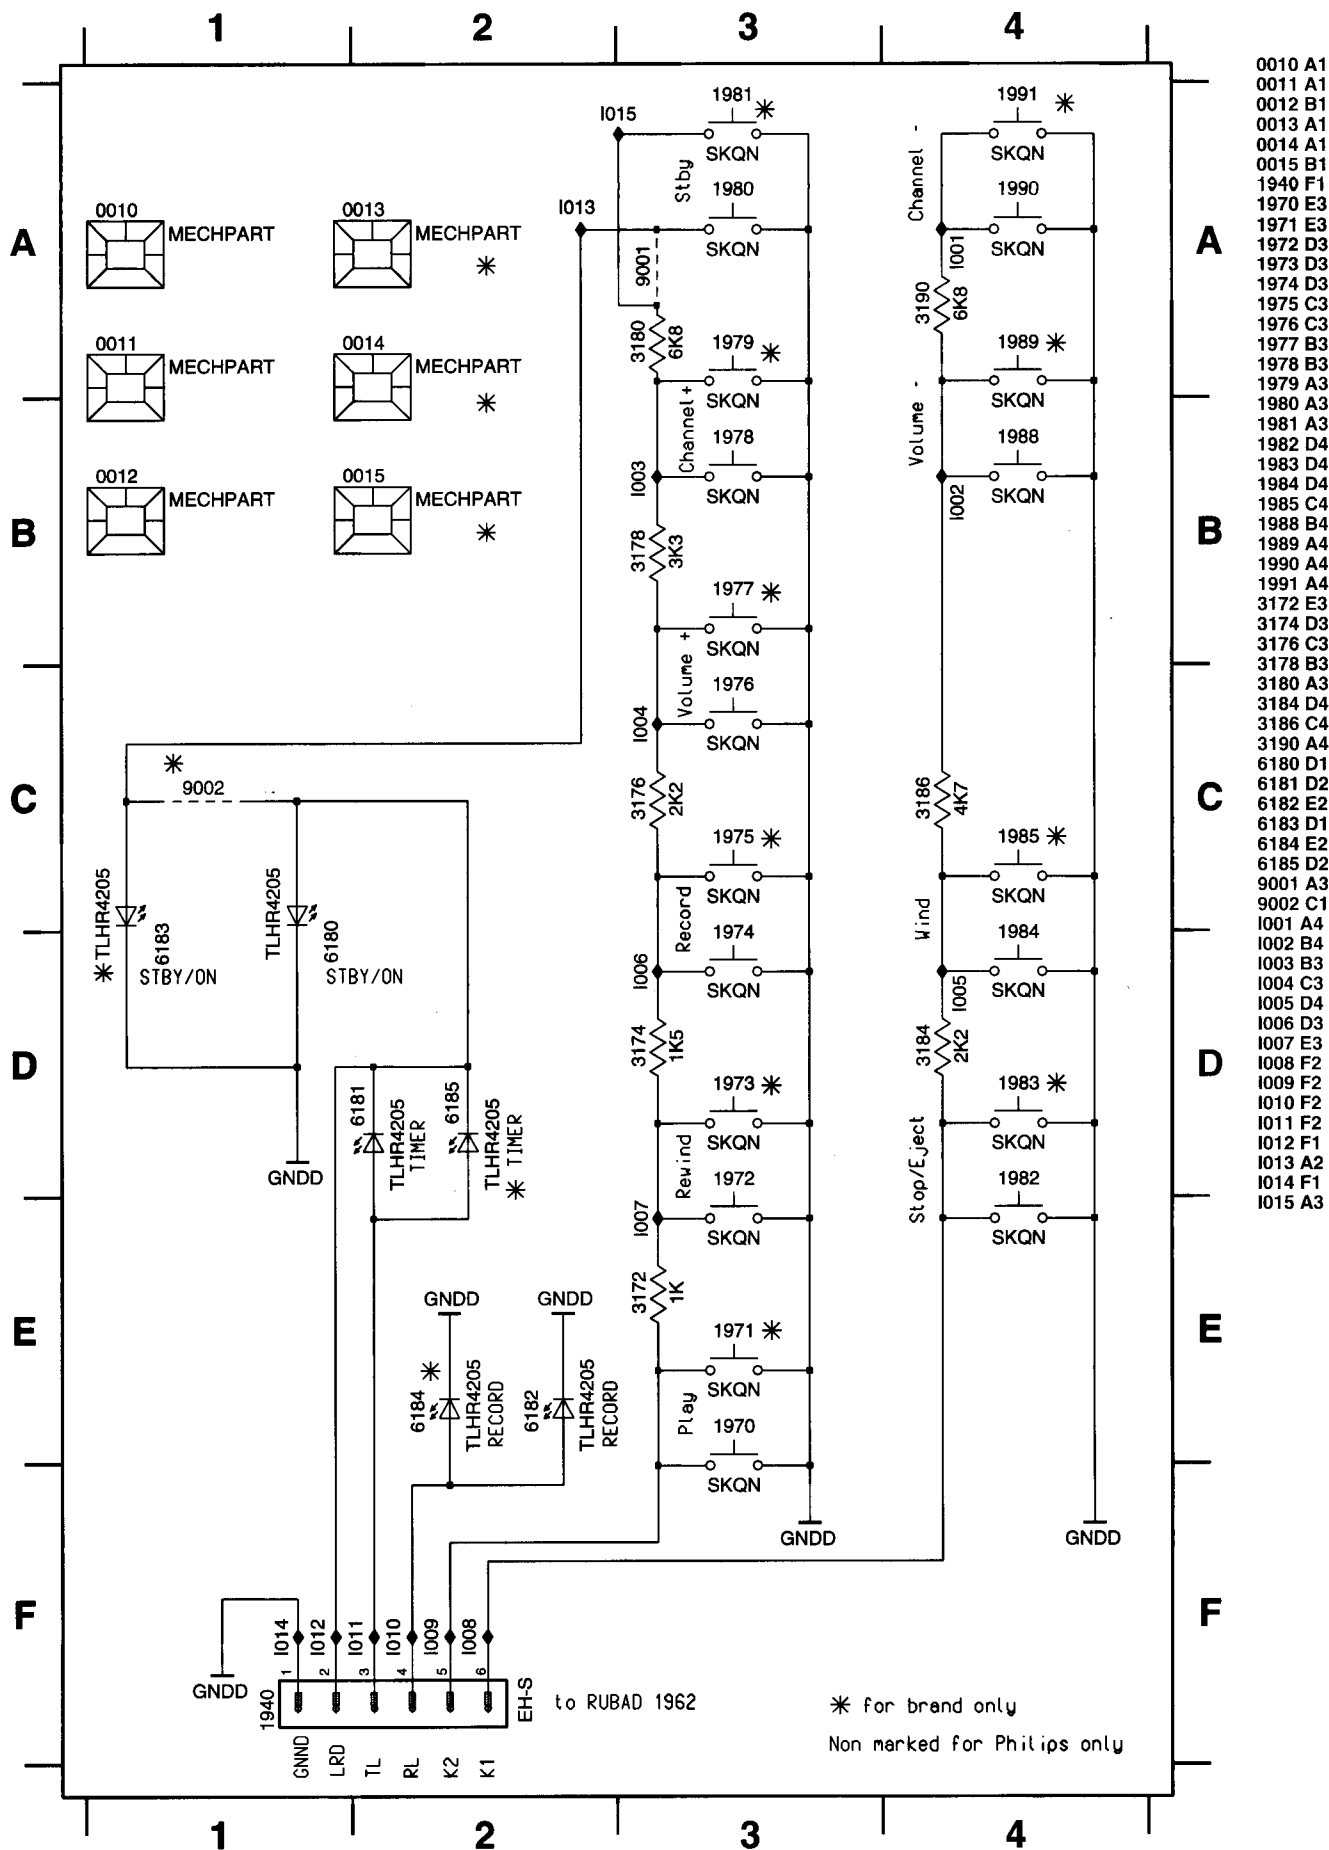 1 2 3 4
A
B
C
D
E
F
A
B
C
D
E
F
0010 MECHPART
0013 MECHPART *
0011 MECHPART
0014 MECHPART *
0012 MECHPART
0015 MECHPART *
I015
I013
1981 *
SKQN
Stby
1980
SKQN
9001
3180
6K8
1979 *
SKQN
Channel+
1978
SKQN
I003
3178
3K3
1977 *
SKQN
Volume +
1976
SKQN
I004
3176
2K2
1975 *
SKQN
Record
1974
SKQN
I006
3174
1K5
1973 *
SKQN
Rewind
1972
SKQN
I007
3172
1K
1971 *
SKQN
Play
1970
SKQN
GNDD
1991 *
SKQN
Channel -
1990
SKQN
I001
3190
6K8
1989 *
SKQN
Volume -
1988
SKQN
I002
3186
4K7
1985 *
SKQN
Wind
1984
SKQN
I005
3184
2K2
1983 *
SKQN
Stop/Eject
1982
SKQN
GNDD
*
9002
* TLHR4205
6183
STBY/ON
TLHR4205
6180
STBY/ON
GNDD
6181
TLHR4205
TIMER
6185
TLHR4205
* TIMER
GNDD
GNDD
*
6184
TLHR4205
RECORD
6182
TLHR4205
RECORD
GNDD
I014 I012 I011 I010 I009 I008
1 2 3 4 5 6
1940
EH-S
to RUBAD 1962
GNND LRD TL RL K2 K1
* for brand only
Non marked for Philips only
1 2 3 4
0010 A1
0011 A1
0012 B1
0013 A1
0014 A1
0015 B1
1940 F1
1970 E3
1971 E3
1972 D3
1973 D3
1974 D3
1975 C3
1976 C3
1977 B3
1978 B3
1979 A3
1980 A3
1981 A3
1982 D4
1983 D4
1984 D4
1985 C4
1988 B4
1989 A4
1990 A4
1991 A4
3172 E3
3174 D3
3176 C3
3178 B3
3180 A3
3184 D4
3186 C4
3190 A4
6180 D1
6181 D2
6182 E2
6183 D1
6184 E2
6185 D2
9001 A3
9002 C1
I001 A4
I002 B4
I003 B3
I004 C3
I005 D4
I006 D3
I007 E3
I008 F2
I009 F2
I010 F2
I011 F2
I012 F1
I013 A2
I014 F1
I015 A3